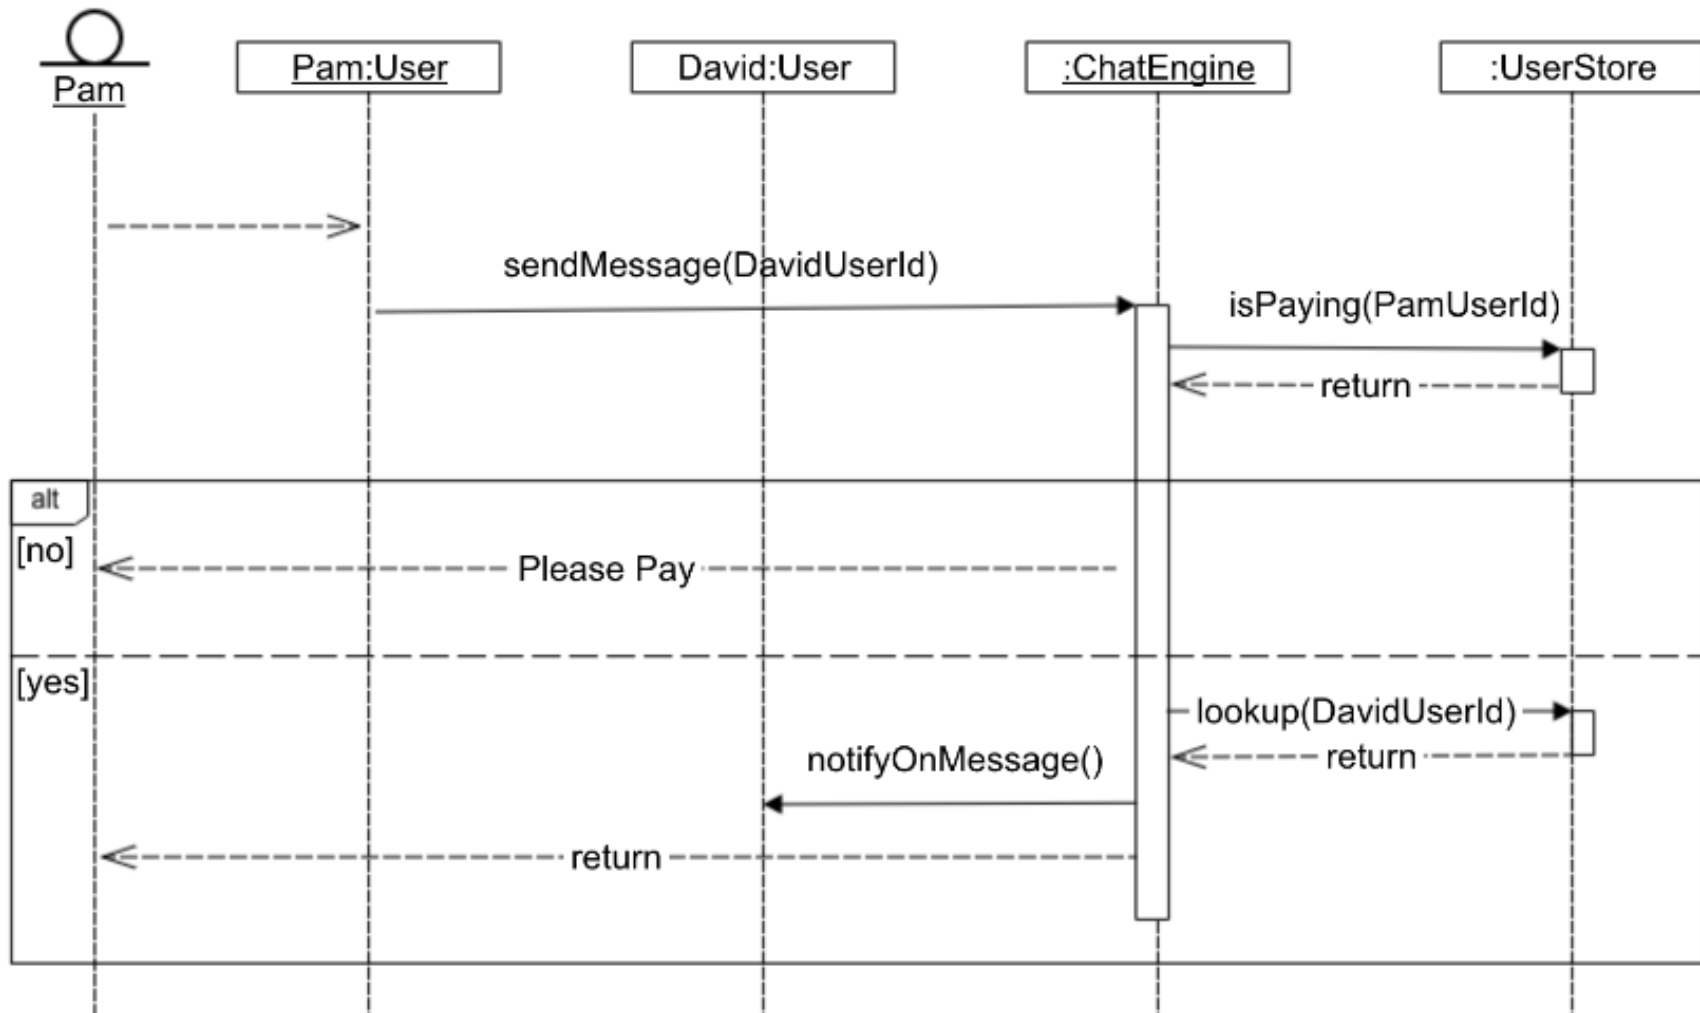 Pam
Pam:User
David:User
:ChatEngine
:UserStore
sendMessage(DavidUserId)
isPaying(PamUserId)
return
alt
[no]
Please Pay
[yes]
lookup(DavidUserId)
return
notifyOnMessage()
return